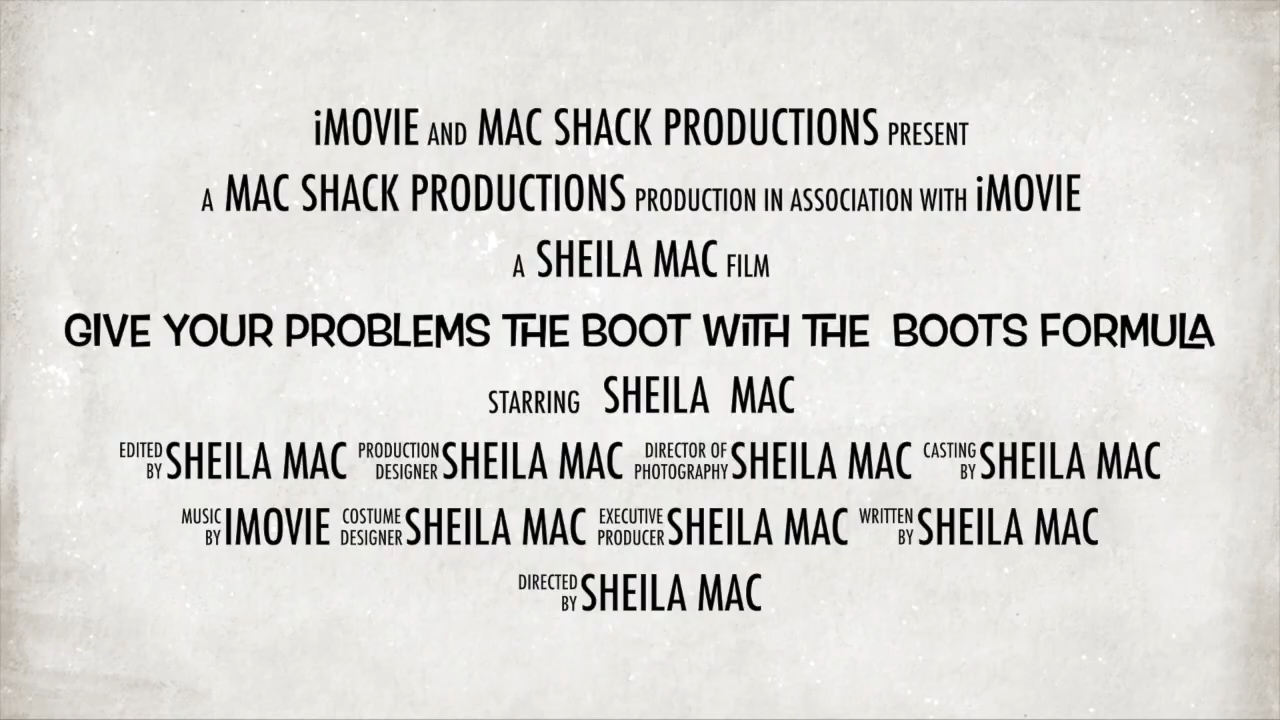 iMOVIE AND MAC SHACK PRODUCTIONS PRESENT
A MAC SHACK PRODUCTIONS PRODUCTION IN ASSOCIATION WITH iMOVIE
A SHEILA MAC FILM
GIVE YOUR PROBLEMS THE BOOT WiTH THE BOOTS FORMULA
STARRING SHEILA MAC
EDITED BY SHEILA MAC PRODUCTION DESIGNER SHEILA MAC DIRECTOR OF PHOTOGRAPHY SHEILA MAC CASTING BY SHEILA MAC
MUSIC BY IMOVIE COSTUME DESIGNER SHEILA MAC EXECUTIVE PRODUCER SHEILA MAC WRITTEN BY SHEILA MAC
DIRECTED BY SHEILA MAC